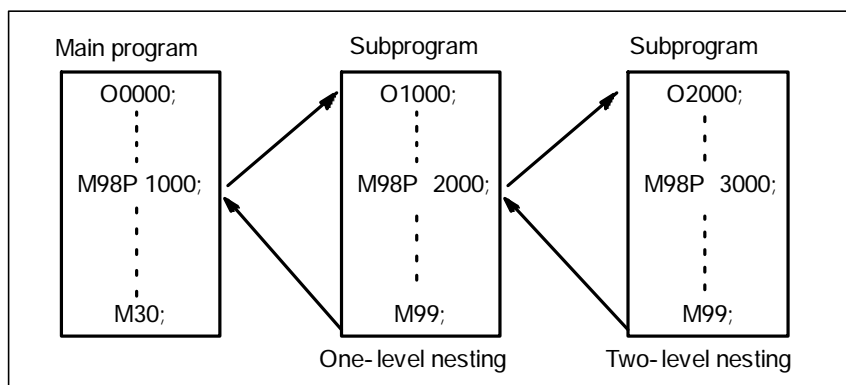 Main program
O0000;
M98P 1000;
M30;
Subprogram
O1000;
M98P 2000;
M99;
One-level nesting
Subprogram
O2000;
M98P 3000;
M99;
Two-level nesting